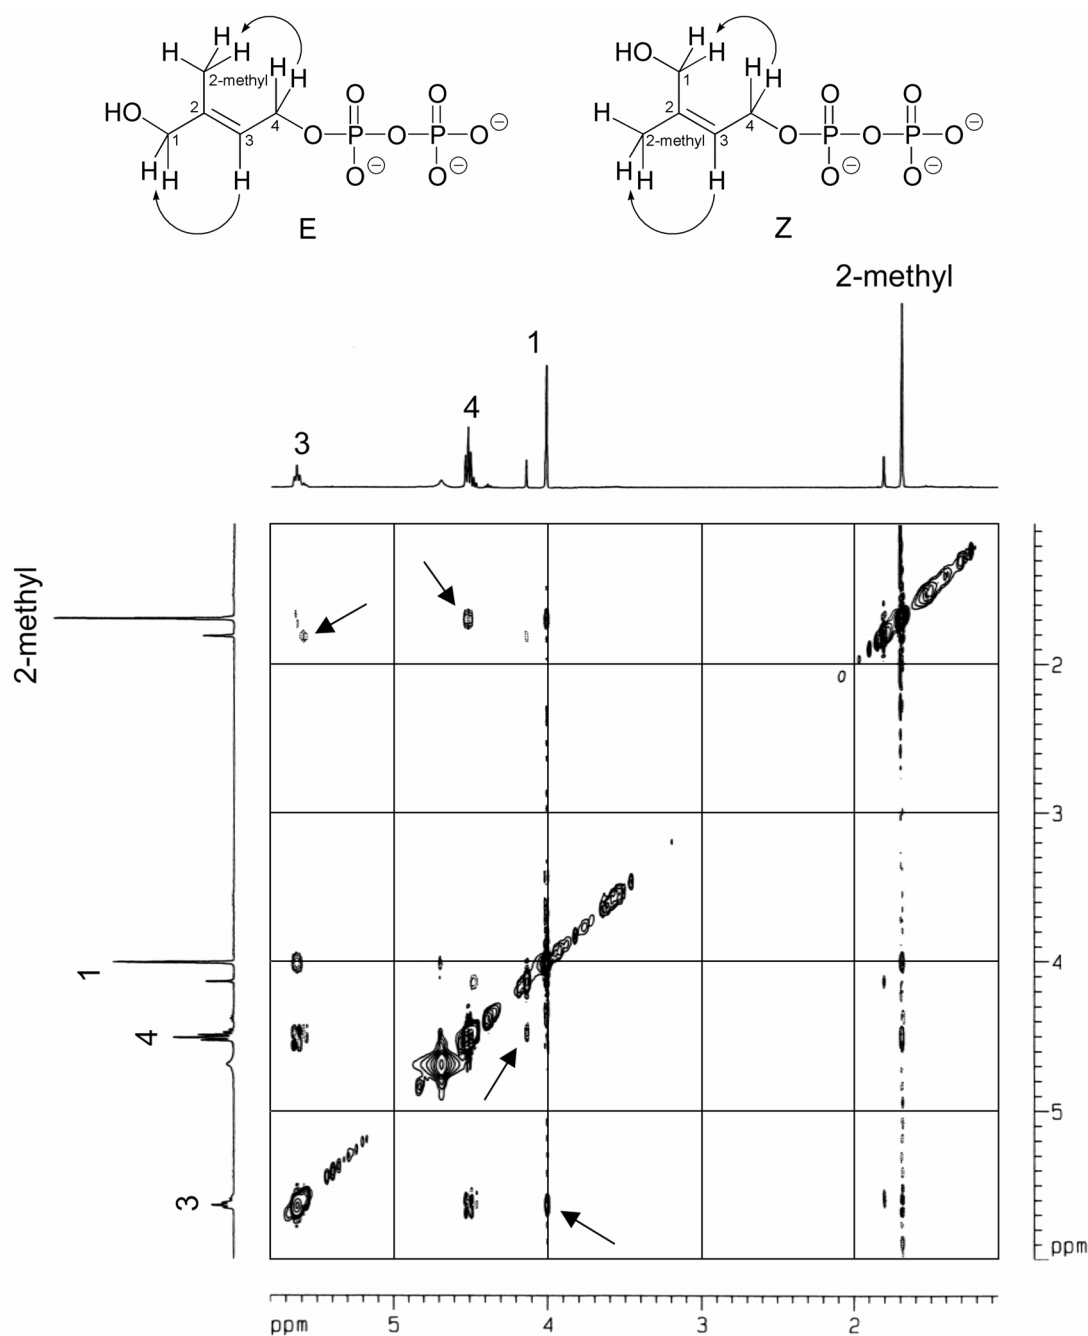 H H H H H
2-methyl
HO 2 4 O P O P O ⊖
1 3
O O
H H H O ⊖ O ⊖
E
HO H H H H
1
H 2 4 O P O P O ⊖
2-methyl 3
O O
H H H O ⊖ O ⊖
Z
2-methyl
1
4
3
2-methyl
1
4
3
2
3
4
5
ppm
ppm 5 4 3 2